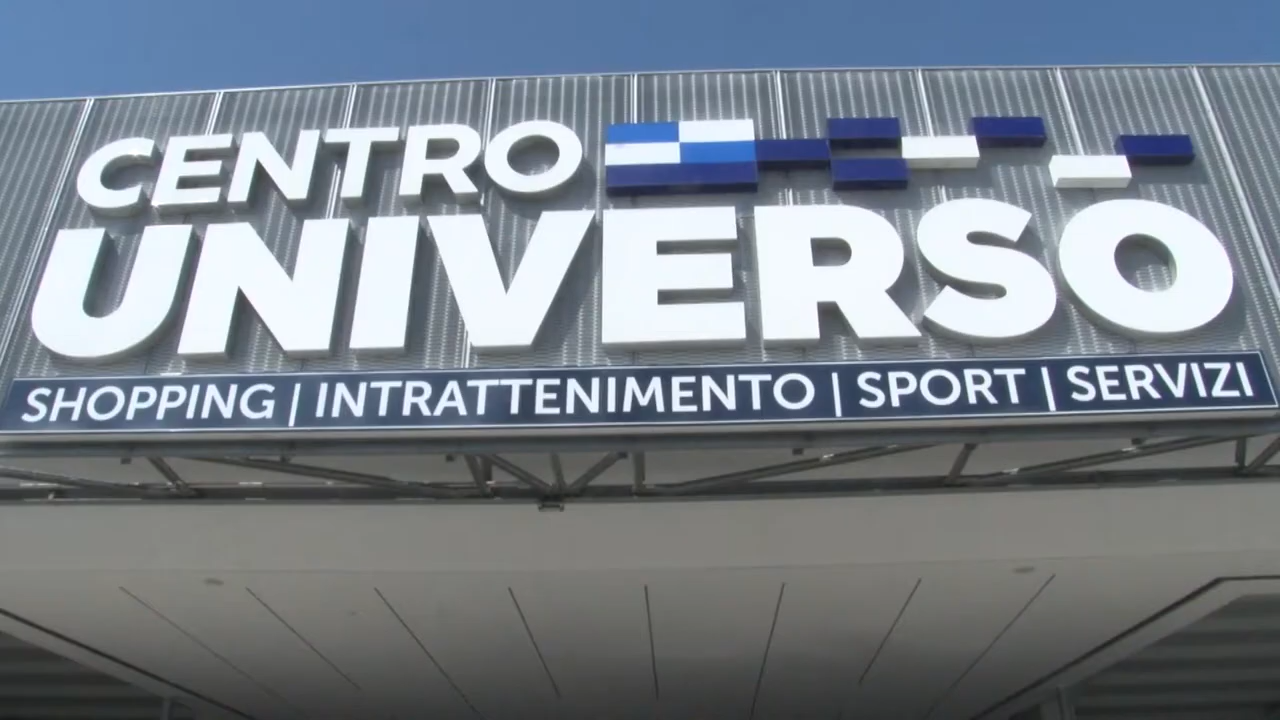 CENTRO
UNIVERSO
SHOPPING | INTRATTENIMENTO | SPORT | SERVIZI